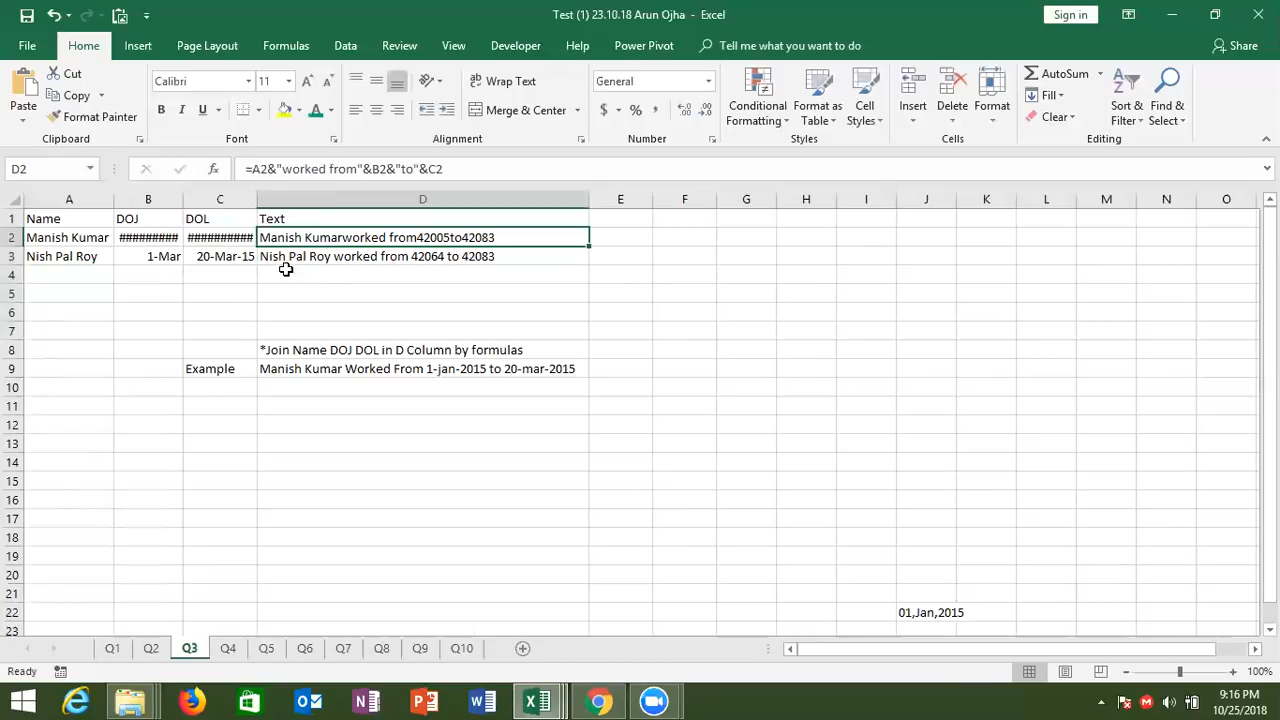 Test (1) 23.10.18 Arun Ojha - Excel
Sign in
File Home Insert Page Layout Formulas Data Review View Developer Help Power Pivot Tell me what you want to do Share
Paste Cut Copy Format Painter
Calibri 11
B I U
Wrap Text
Merge & Center
General
$ % ,
Conditional Formatting Format as Table Cell Styles
Insert Delete Format
AutoSum Fill Clear
Sort & Filter Find & Select
Clipboard Font Alignment Number Styles Cells Editing
D2 fx =A2&"worked from"&B2&"to"&C2
A B C D E F G H I J K L M N O
1 Name DOJ DOL Text
2 Manish Kumar ######### ########## Manish Kumarworked from42005to42083
3 Nish Pal Roy 1-Mar 20-Mar-15 Nish Pal Roy worked from 42064 to 42083
4
5
6
7
8 *Join Name DOJ DOL in D Column by formulas
9 Example Manish Kumar Worked From 1-jan-2015 to 20-mar-2015
10
11
12
13
14
15
16
17
18
19
20
21
22 01,Jan,2015
23
Q1 Q2 Q3 Q4 Q5 Q6 Q7 Q8 Q9 Q10
Ready 100%
9:16 PM
10/25/2018